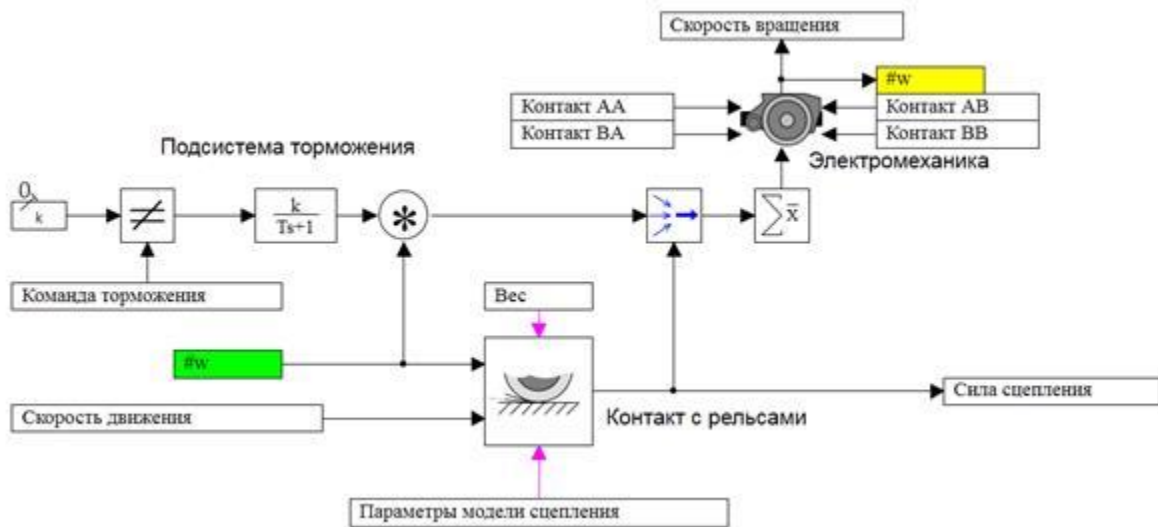 Скорость вращения
#w
Контакт АА
Контакт АВ
Контакт ВА
Контакт ВВ
Подсистема торможения
Электромеханика
0
k
≠
k
Ts+1
*
∑x̅
Команда торможения
Вес
#w
Скорость движения
Сила сцепления
Контакт с рельсами
Параметры модели сцепления